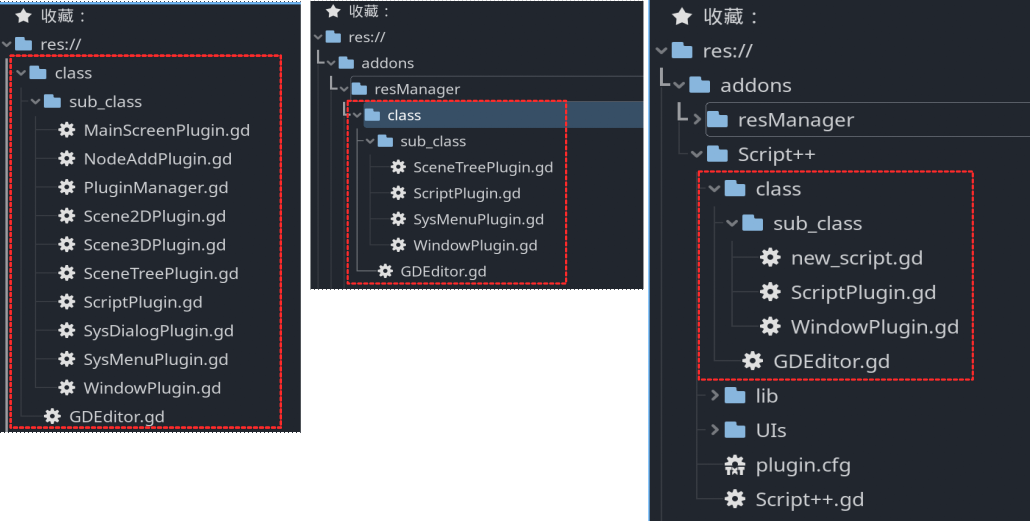 收藏：
res://
class
sub_class
MainScreenPlugin.gd
NodeAddPlugin.gd
PluginManager.gd
Scene2DPlugin.gd
Scene3DPlugin.gd
SceneTreePlugin.gd
ScriptPlugin.gd
SysDialogPlugin.gd
SysMenuPlugin.gd
WindowPlugin.gd
GDEditor.gd
收藏：
res://
addons
resManager
class
sub_class
SceneTreePlugin.gd
ScriptPlugin.gd
SysMenuPlugin.gd
WindowPlugin.gd
GDEditor.gd
收藏：
res://
addons
resManager
Script++
class
sub_class
new_script.gd
ScriptPlugin.gd
WindowPlugin.gd
GDEditor.gd
lib
UIs
plugin.cfg
Script++.gd